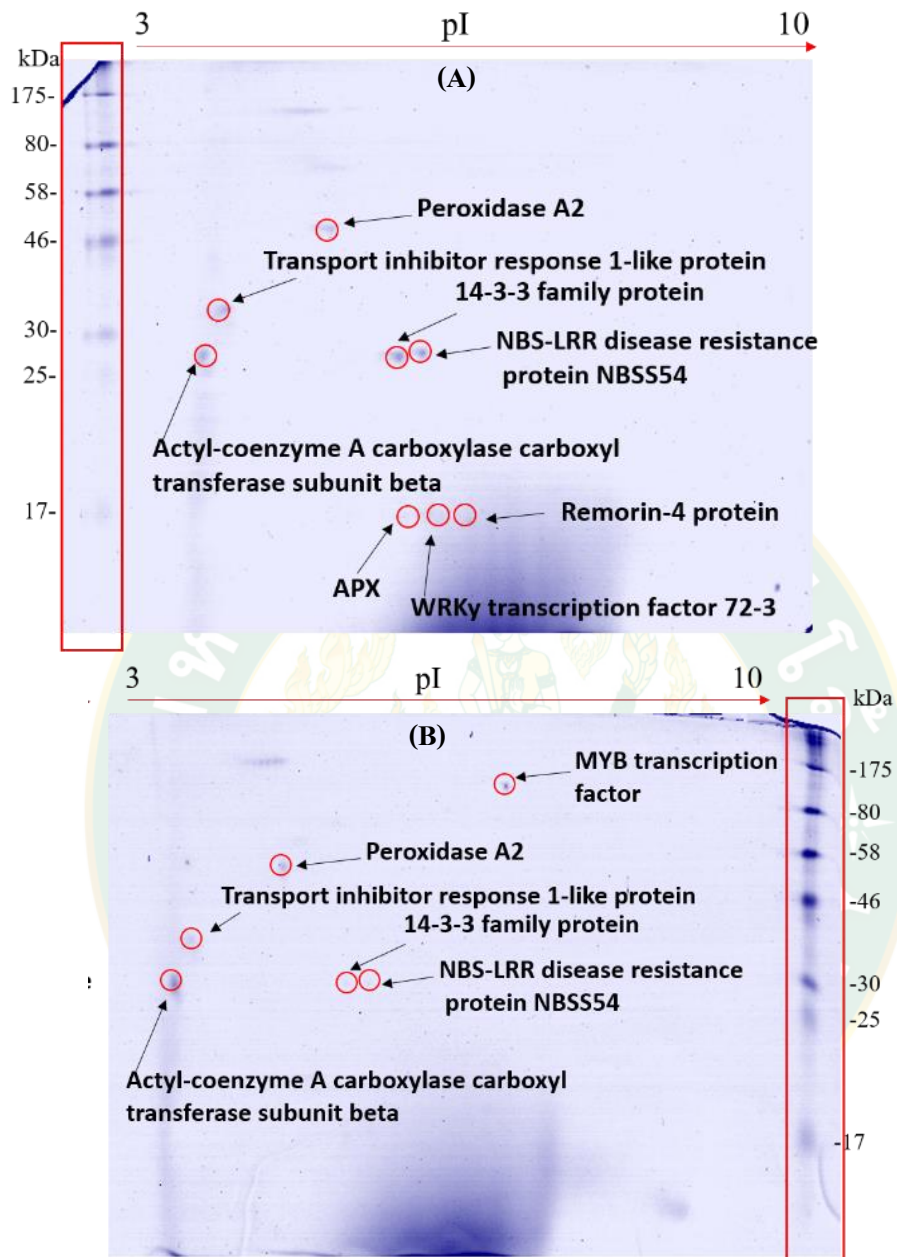 3 pI 10
kDa
(A)
175-
80-
58-
46-
30-
25-
17-
Peroxidase A2
Transport inhibitor response 1-like protein
14-3-3 family protein
NBS-LRR disease resistance
protein NBSS54
Actyl-coenzyme A carboxylase carboxyl
transferase subunit beta
Remorin-4 protein
APX
WRKy transcription factor 72-3
3 pI 10
kDa
(B)
MYB transcription
factor
-175
-80
-58
-46
-30
-25
-17
Peroxidase A2
Transport inhibitor response 1-like protein
14-3-3 family protein
NBS-LRR disease resistance
protein NBSS54
Actyl-coenzyme A carboxylase carboxyl
transferase subunit beta